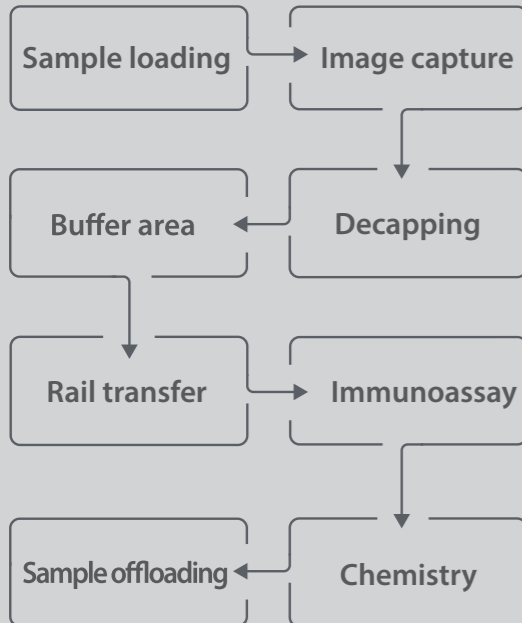 Sample loading
Image capture
Buffer area
Decapping
Rail transfer
Immunoassay
Sample offloading
Chemistry